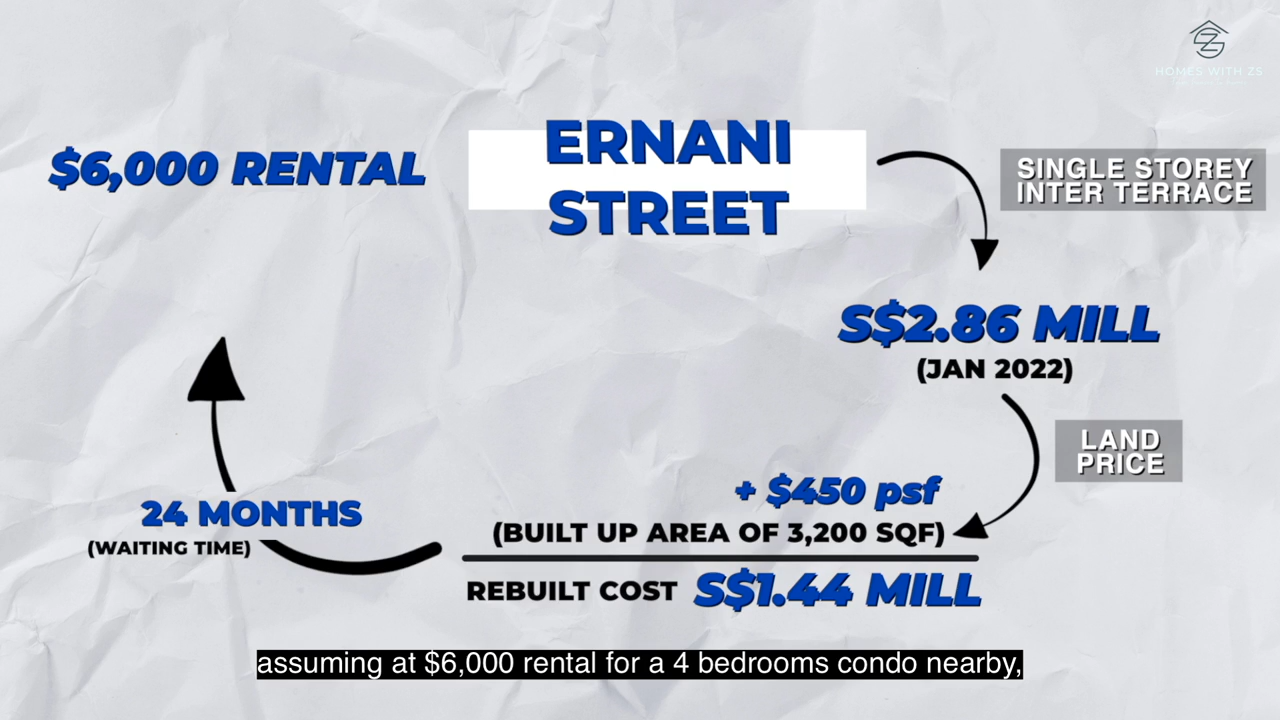 HOMES WITH ZS
$6,000 RENTAL
ERNANI
STREET
SINGLE STOREY
INTER TERRACE
S$2.86 MILL
(JAN 2022)
LAND
PRICE
+ $450 psf
(BUILT UP AREA OF 3,200 SQF)
REBUILT COST S$1.44 MILL
24 MONTHS
(WAITING TIME)
assuming at $6,000 rental for a 4 bedrooms condo nearby,